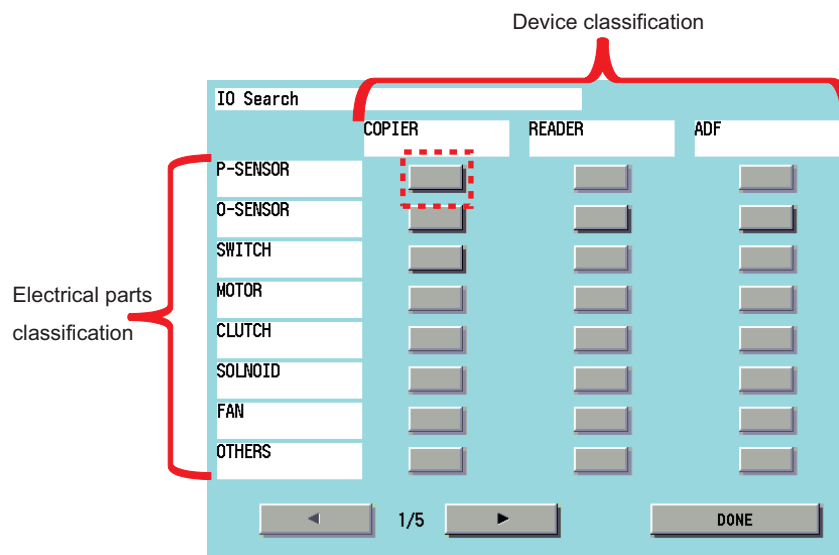 Device classification
IO Search
COPIER READER ADF
P-SENSOR
O-SENSOR
SWITCH
MOTOR
CLUTCH
SOLNOID
FAN
OTHERS
Electrical parts
classification
1/5
DONE